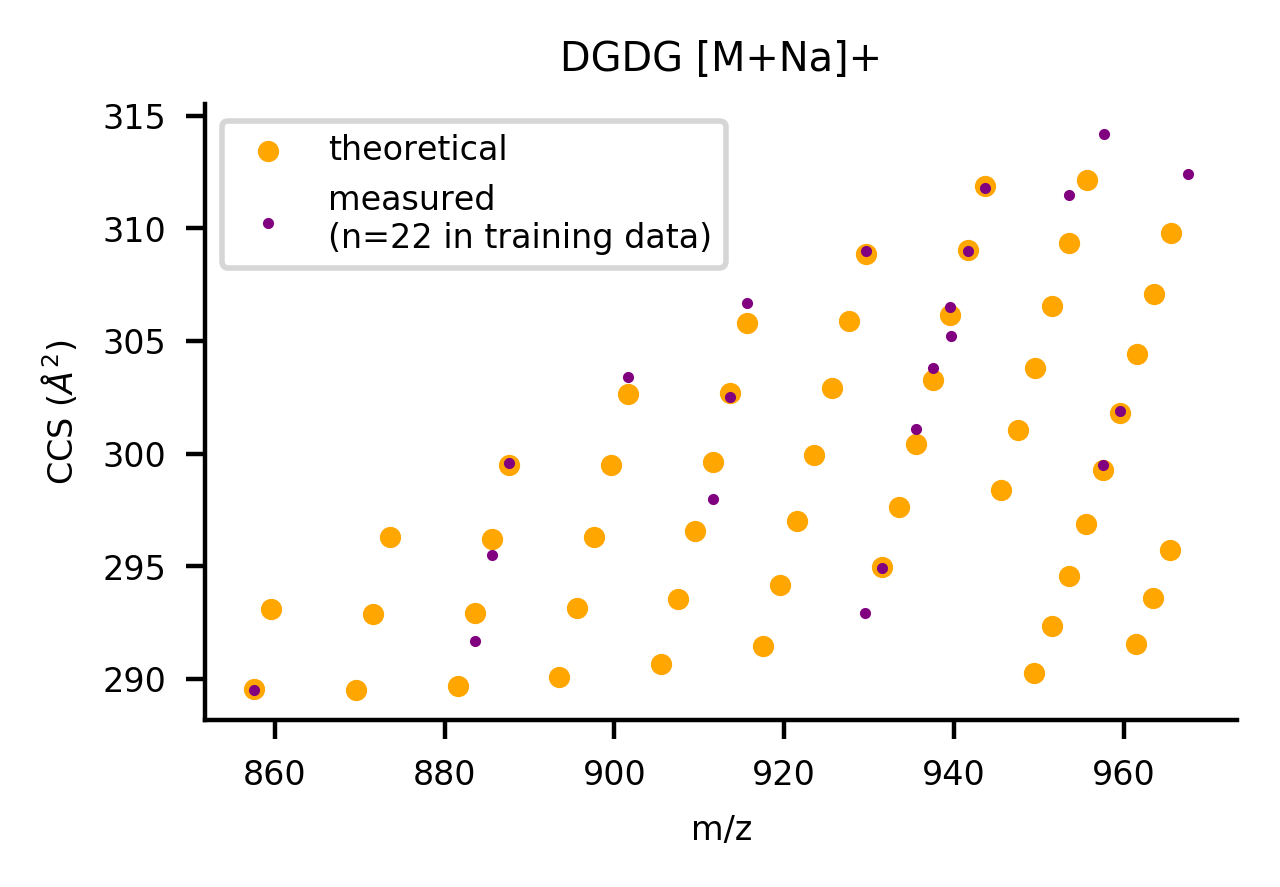 DGDG [M+Na]+
theoretical
measured
(n=22 in training data)
CCS (Å²)
315
310
305
300
295
290
860
880
900
920
940
960
m/z